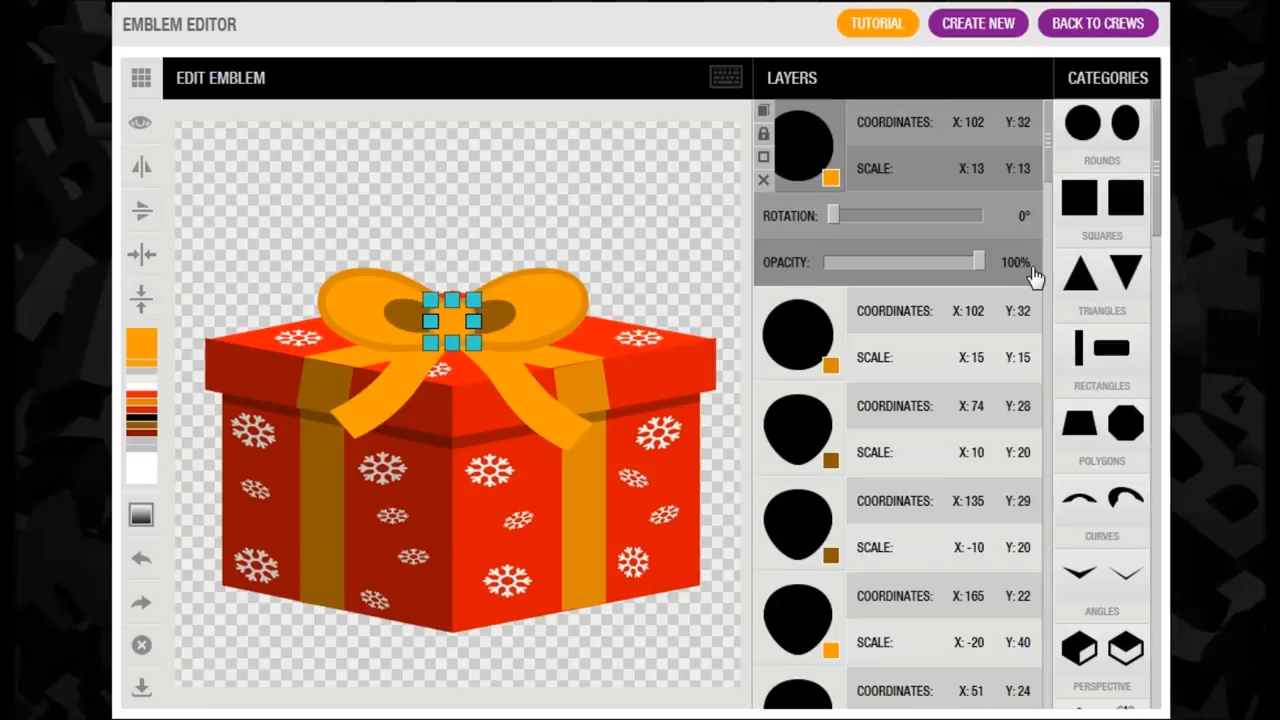 EMBLEM EDITOR
TUTORIAL
CREATE NEW
BACK TO CREWS
EDIT EMBLEM
LAYERS
CATEGORIES
COORDINATES: X: 102 Y: 32
SCALE: X: 13 Y: 13
ROTATION: 0°
OPACITY: 100%
COORDINATES: X: 102 Y: 32
SCALE: X: 15 Y: 15
COORDINATES: X: 74 Y: 28
SCALE: X: 10 Y: 20
COORDINATES: X: 135 Y: 29
SCALE: X: -10 Y: 20
COORDINATES: X: 165 Y: 22
SCALE: X: -20 Y: 40
COORDINATES: X: 51 Y: 24
ROUNDS
SQUARES
TRIANGLES
RECTANGLES
POLYGONS
CURVES
ANGLES
PERSPECTIVE